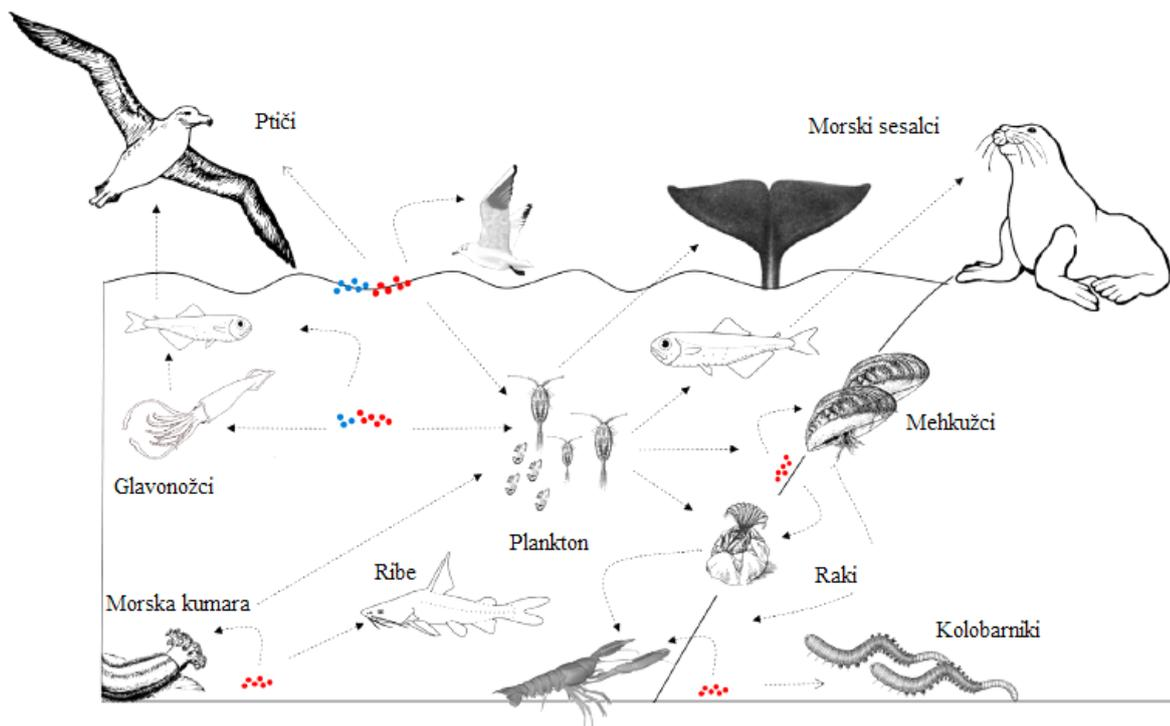 Ptiči
Morski sesalci
Mehkužci
Glavonožci
Plankton
Ribe
Raki
Morska kumara
Kolobarniki